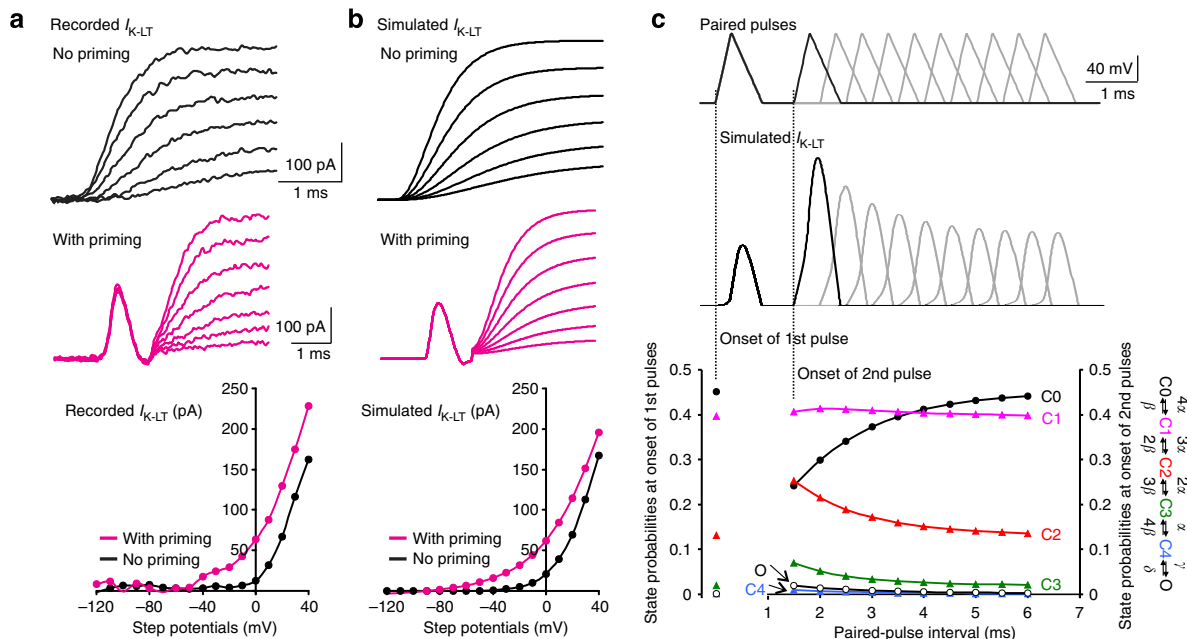 a
Recorded I K-LT
No priming
100 pA
1 ms
With priming
100 pA
1 ms
250
200
150
100
50
Recorded I K-LT (pA)
With priming
No priming
−120
−80
−40
0
40
Step potentials (mV)
b
Simulated I K-LT
No priming
With priming
250
200
150
100
50
Simulated I K-LT (pA)
With priming
No priming
−120
−80
−40
0
40
Step potentials (mV)
c
Paired pulses
40 mV
1 ms
Simulated I K-LT
Onset of 1st pulse
Onset of 2nd pulse
State probabilities at onset of 1st pulses
0.5
0.4
0.3
0.2
0.1
0
C0
C1
C2
C3
O
C4
0.5
0.4
0.3
0.2
0.1
0
State probabilities at onset of 2nd pulses
1
2
3
4
5
6
7
Paired-pulse interval (ms)
4α 3α 2α α γ
C0⇌C1⇌C2⇌C3⇌C4⇌O
β 2β 3β 4β δ